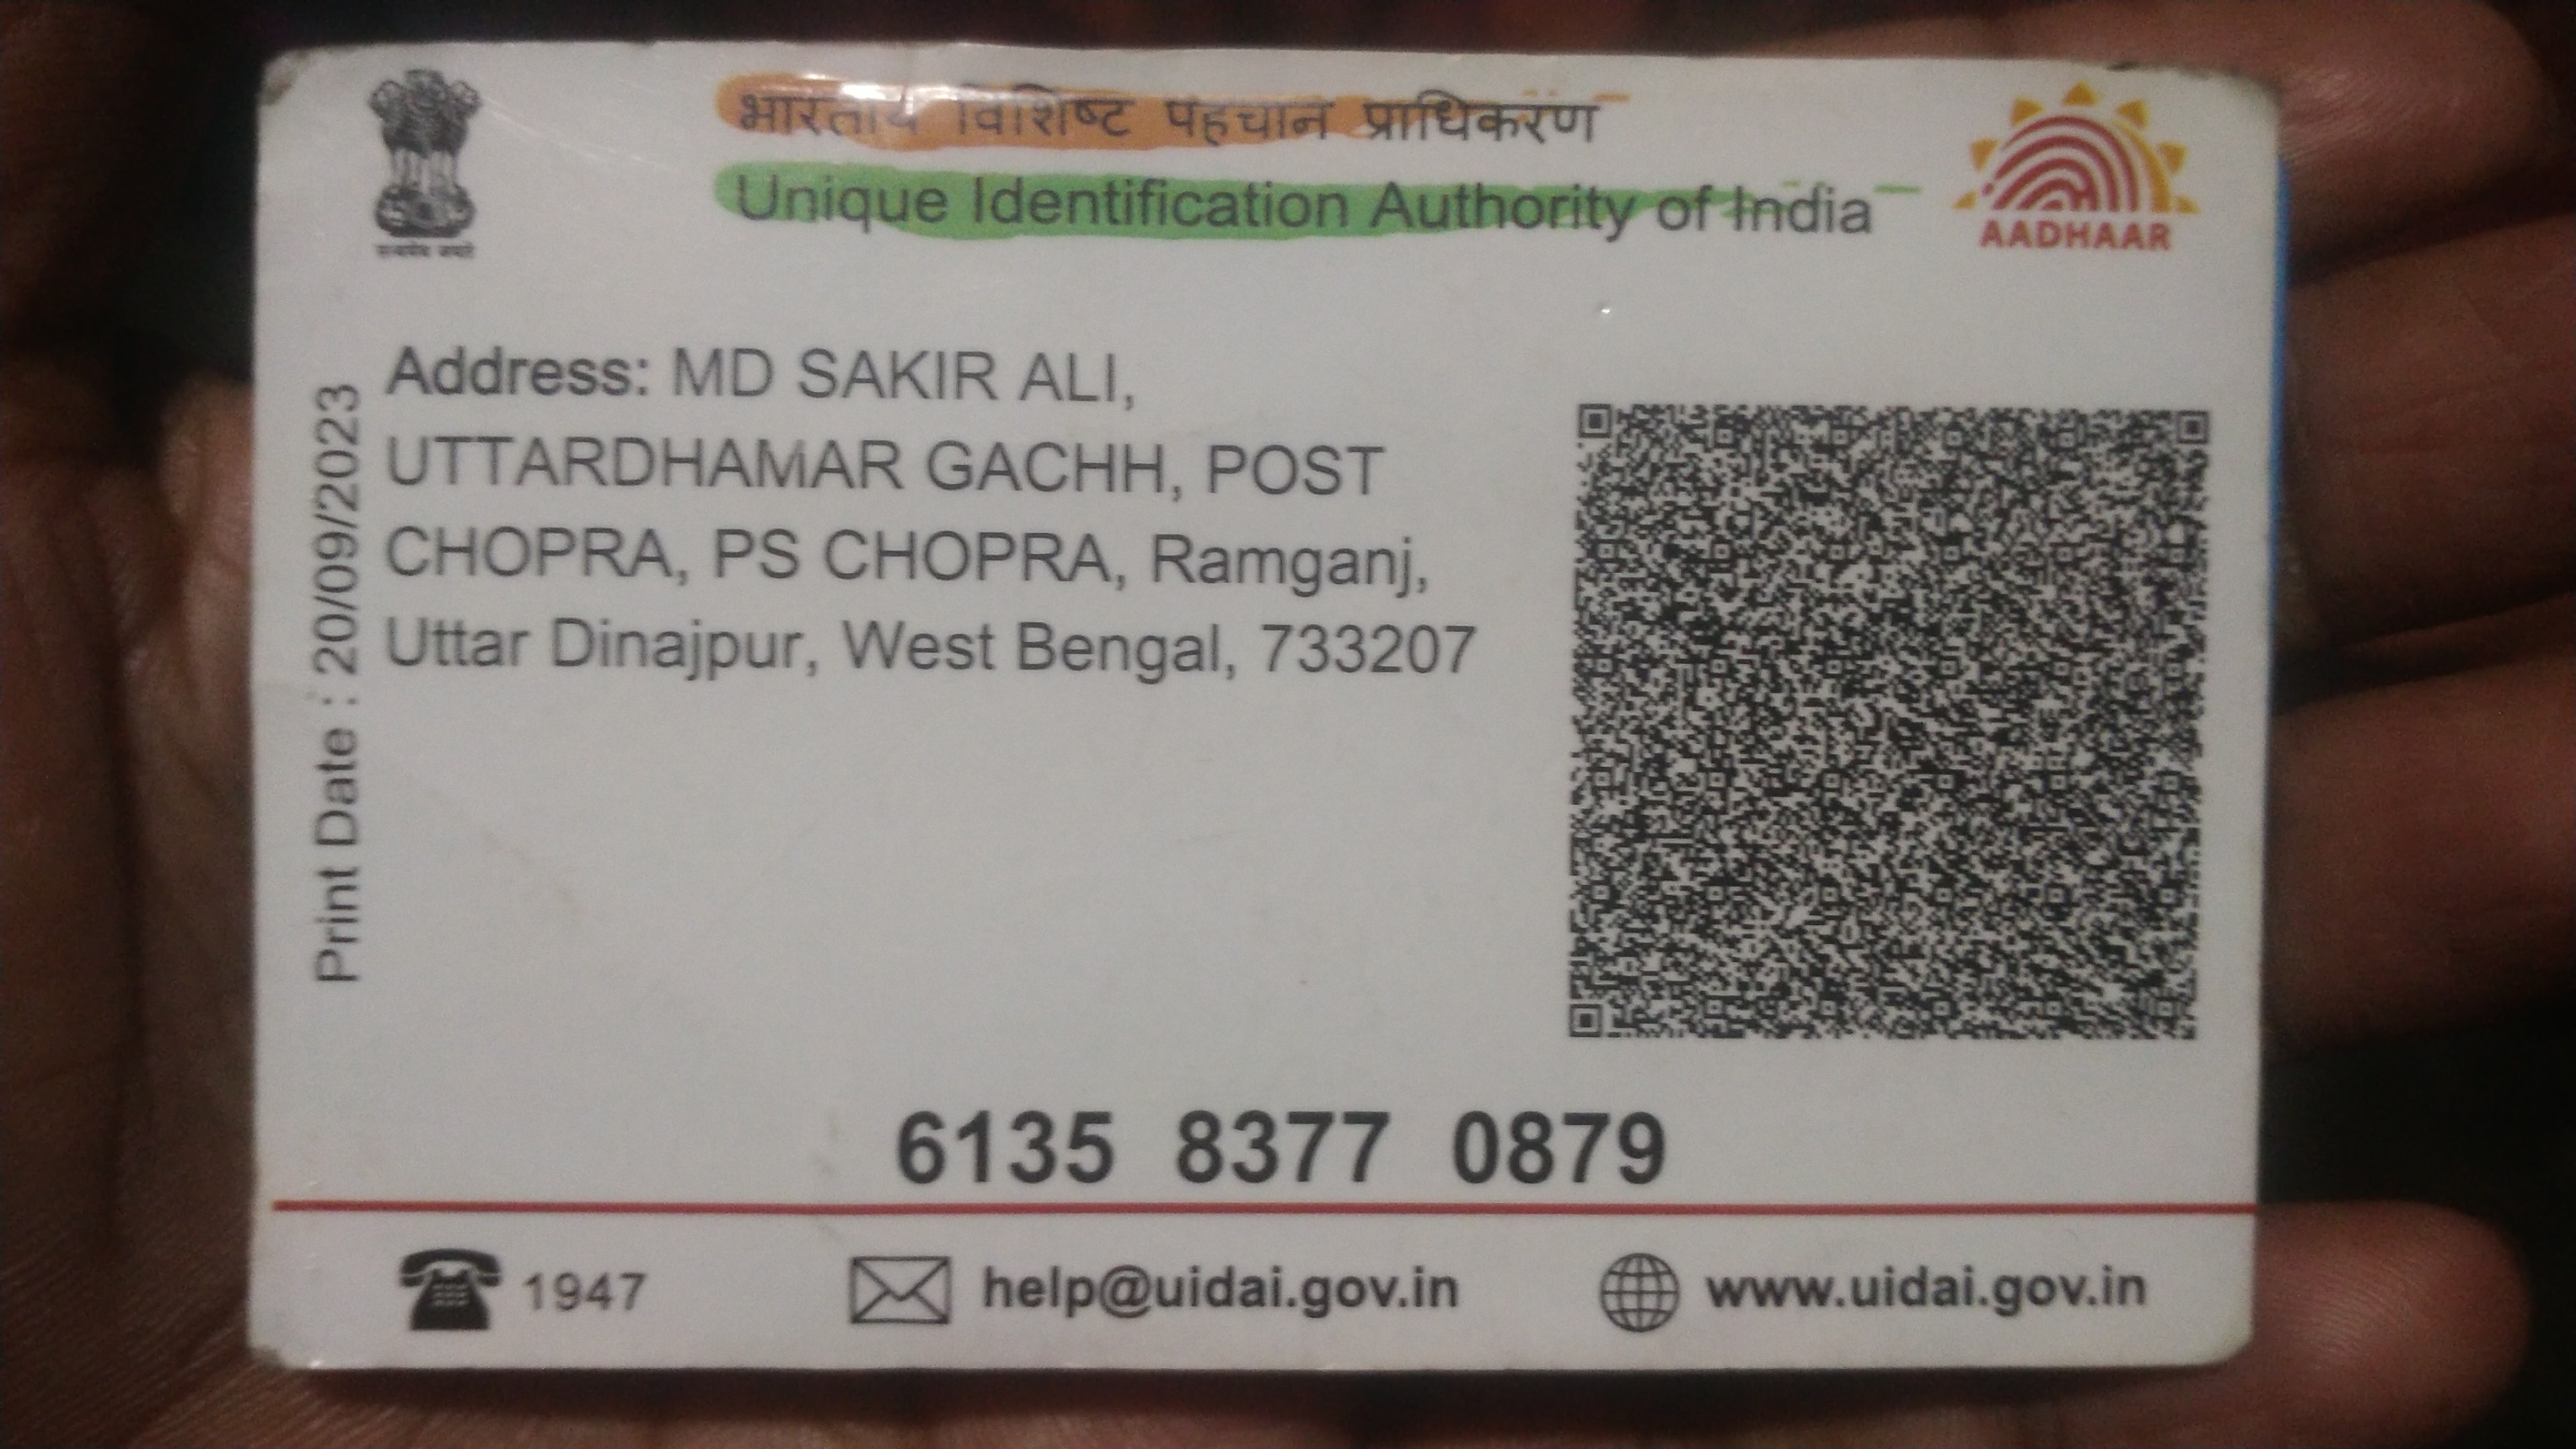 भारतीय विशिष्ट पहचान प्राधिकरण
Unique Identification Authority of India
AADHAAR
Address: MD SAKIR ALI,
UTTARDHAMAR GACHH, POST
CHOPRA, PS CHOPRA, Ramganj,
Uttar Dinajpur, West Bengal, 733207
Print Date : 20/09/2023
6135 8377 0879
1947
help@uidai.gov.in
www.uidai.gov.in